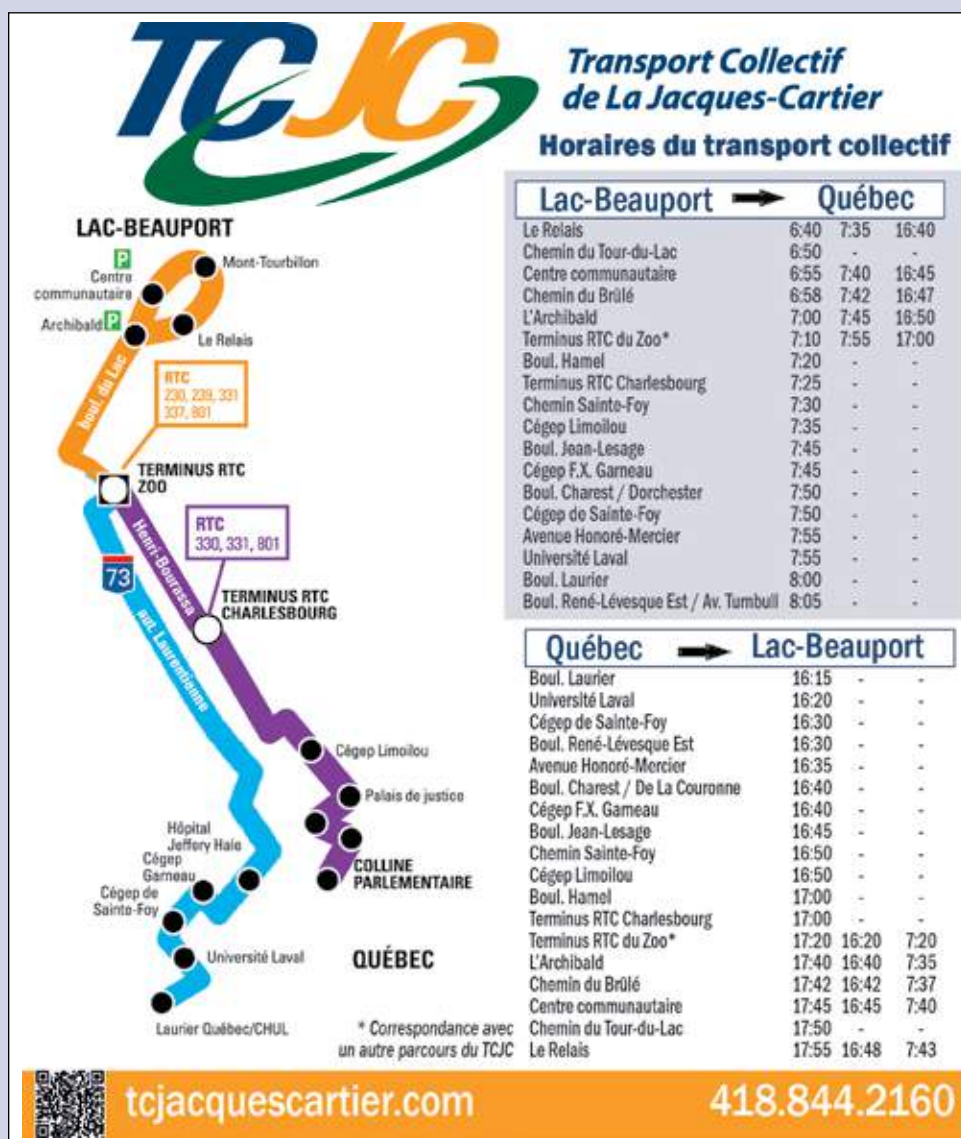 TCJC
Transport Collectif
de La Jacques-Cartier
Horaires du transport collectif
LAC-BEAUPORT
P
Centre
communautaire
Mont-Tourbillon
Archibald P
Le Relais
boul. du Lac
RTC
230, 239, 331
337, 801
TERMINUS RTC
ZOO
Henri-Bourassa
RTC
330, 331, 801
73
aut. Laurentienne
TERMINUS RTC
CHARLESBOURG
Cégep Limoilou
Palais de justice
Hôpital
Jeffery Hale
Cégep
Garneau
Cégep de
Sainte-Foy
COLLINE
PARLEMENTAIRE
Université Laval
QUÉBEC
Laurier Québec/CHUL
* Correspondance avec
un autre parcours du TCJC
Lac-Beauport Québec
Le Relais 6:40 7:35 16:40
Chemin du Tour-du-Lac 6:50 - -
Centre communautaire 6:55 7:40 16:45
Chemin du Brûlé 6:58 7:42 16:47
L'Archibald 7:00 7:45 16:50
Terminus RTC du Zoo* 7:10 7:55 17:00
Boul. Hamel 7:20 - -
Terminus RTC Charlesbourg 7:25 - -
Chemin Sainte-Foy 7:30 - -
Cégep Limoilou 7:35 - -
Boul. Jean-Lesage 7:45 - -
Cégep F.X. Garneau 7:45 - -
Boul. Charest / Dorchester 7:50 - -
Cégep de Sainte-Foy 7:50 - -
Avenue Honoré-Mercier 7:55 - -
Université Laval 7:55 - -
Boul. Laurier 8:00 - -
Boul. René-Lévesque Est / Av. Turnbull 8:05 - -
Québec Lac-Beauport
Boul. Laurier 16:15 - -
Université Laval 16:20 - -
Cégep de Sainte-Foy 16:30 - -
Boul. René-Lévesque Est 16:30 - -
Avenue Honoré-Mercier 16:35 - -
Boul. Charest / De La Couronne 16:40 - -
Cégep F.X. Garneau 16:40 - -
Boul. Jean-Lesage 16:45 - -
Chemin Sainte-Foy 16:50 - -
Cégep Limoilou 16:50 - -
Boul. Hamel 17:00 - -
Terminus RTC Charlesbourg 17:00 - -
Terminus RTC du Zoo* 17:20 16:20 7:20
L'Archibald 17:40 16:40 7:35
Chemin du Brûlé 17:42 16:42 7:37
Centre communautaire 17:45 16:45 7:40
Chemin du Tour-du-Lac 17:50 - -
Le Relais 17:55 16:48 7:43
tcjacquescartier.com
418.844.2160